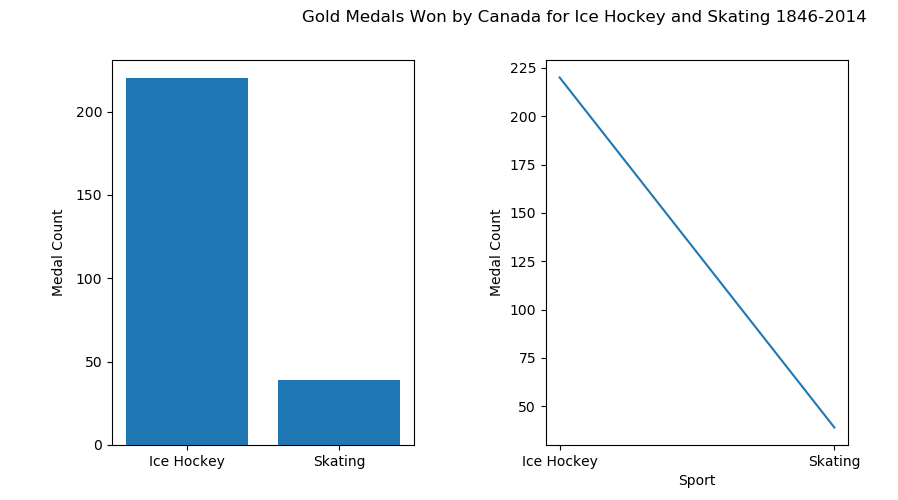 Gold Medals Won by Canada for Ice Hockey and Skating 1846-2014
Medal Count
200
150
100
50
0
Ice Hockey Skating
Medal Count
225
200
175
150
125
100
75
50
Ice Hockey Skating
Sport